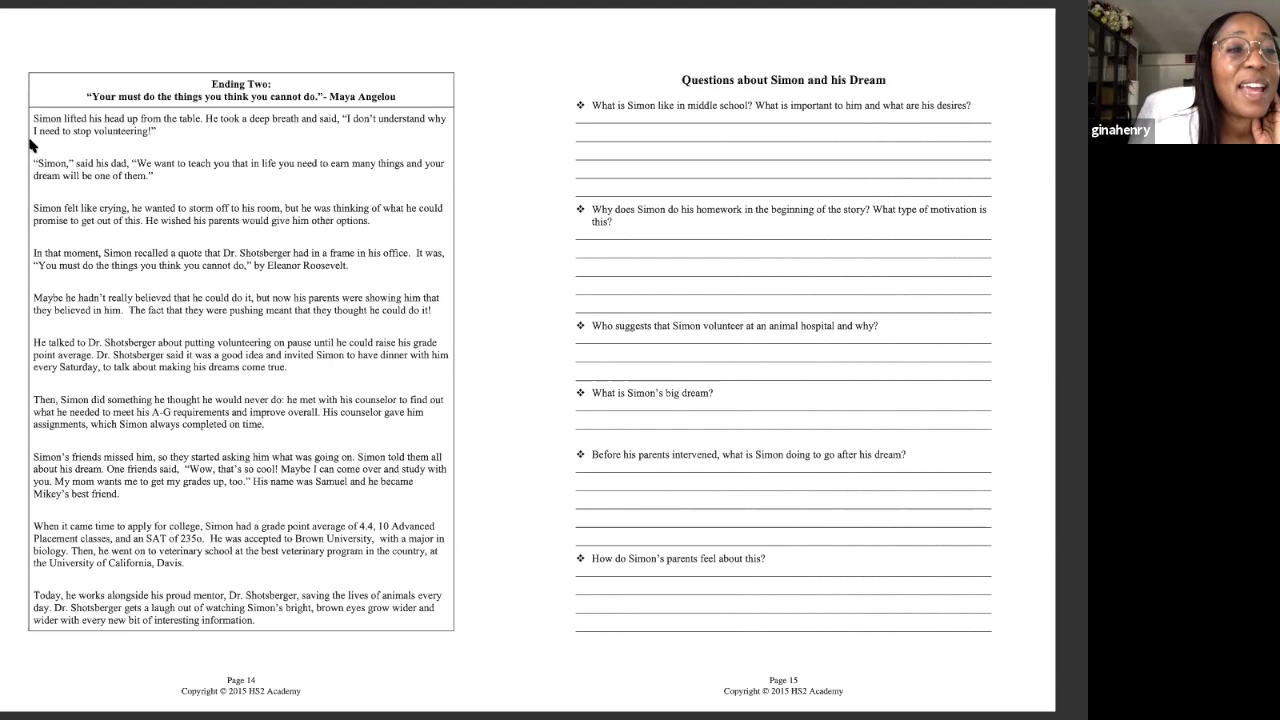 Ending Two:
“Your must do the things you think you cannot do.”- Maya Angelou
Simon lifted his head up from the table. He took a deep breath and said, “I don’t understand why
I need to stop volunteering!”
“Simon,” said his dad, “We want to teach you that in life you need to earn many things and your
dream will be one of them.”
Simon felt like crying, he wanted to storm off to his room, but he was thinking of what he could
promise to get out of this. He wished his parents would give him other options.
In that moment, Simon recalled a quote that Dr. Shotsberger had in a frame in his office.  It was,
“You must do the things you think you cannot do,” by Eleanor Roosevelt.
Maybe he hadn’t really believed that he could do it, but now his parents were showing him that
they believed in him.  The fact that they were pushing meant that they thought he could do it!
He talked to Dr. Shotsberger about putting volunteering on pause until he could raise his grade
point average. Dr. Shotsberger said it was a good idea and invited Simon to have dinner with him
every Saturday, to talk about making his dreams come true.
Then, Simon did something he thought he would never do: he met with his counselor to find out
what he needed to meet his A-G requirements and improve overall. His counselor gave him
assignments, which Simon always completed on time.
Simon’s friends missed him, so they started asking him what was going on. Simon told them all
about his dream. One friends said,  “Wow, that’s so cool! Maybe I can come over and study with
you. My mom wants me to get my grades up, too.” His name was Samuel and he became
Mikey’s best friend.
When it came time to apply for college, Simon had a grade point average of 4.4, 10 Advanced
Placement classes, and an SAT of 235o.  He was accepted to Brown University,  with a major in
biology. Then, he went on to veterinary school at the best veterinary program in the country, at
the University of California, Davis.
Today, he works alongside his proud mentor, Dr. Shotsberger, saving the lives of animals every
day. Dr. Shotsberger gets a laugh out of watching Simon’s bright, brown eyes grow wider and
wider with every new bit of interesting information.
Page 14
Copyright © 2015 HS2 Academy
Questions about Simon and his Dream
❖ What is Simon like in middle school? What is important to him and what are his desires?
❖ Why does Simon do his homework in the beginning of the story? What type of motivation is
this?
❖ Who suggests that Simon volunteer at an animal hospital and why?
❖ What is Simon’s big dream?
❖ Before his parents intervened, what is Simon doing to go after his dream?
❖ How do Simon’s parents feel about this?
Page 15
Copyright © 2015 HS2 Academy
ginahenry